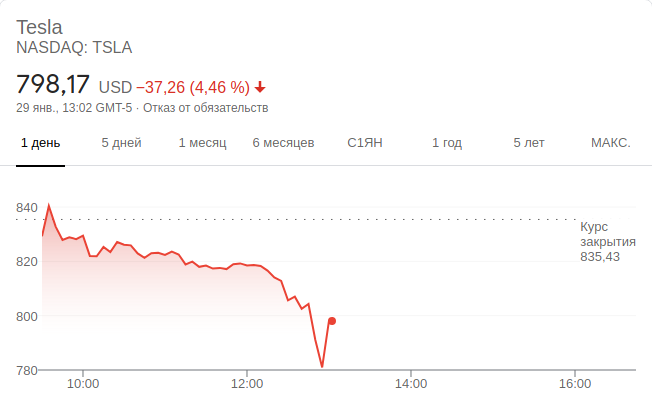 Tesla
NASDAQ: TSLA
798,17 USD −37,26 (4,46 %)
29 янв., 13:02 GMT-5 · Отказ от обязательств
1 день 5 дней 1 месяц 6 месяцев С1ЯН 1 год 5 лет МАКС.
840
Курс
закрытия
835,43
820
800
780
10:00 12:00 14:00 16:00